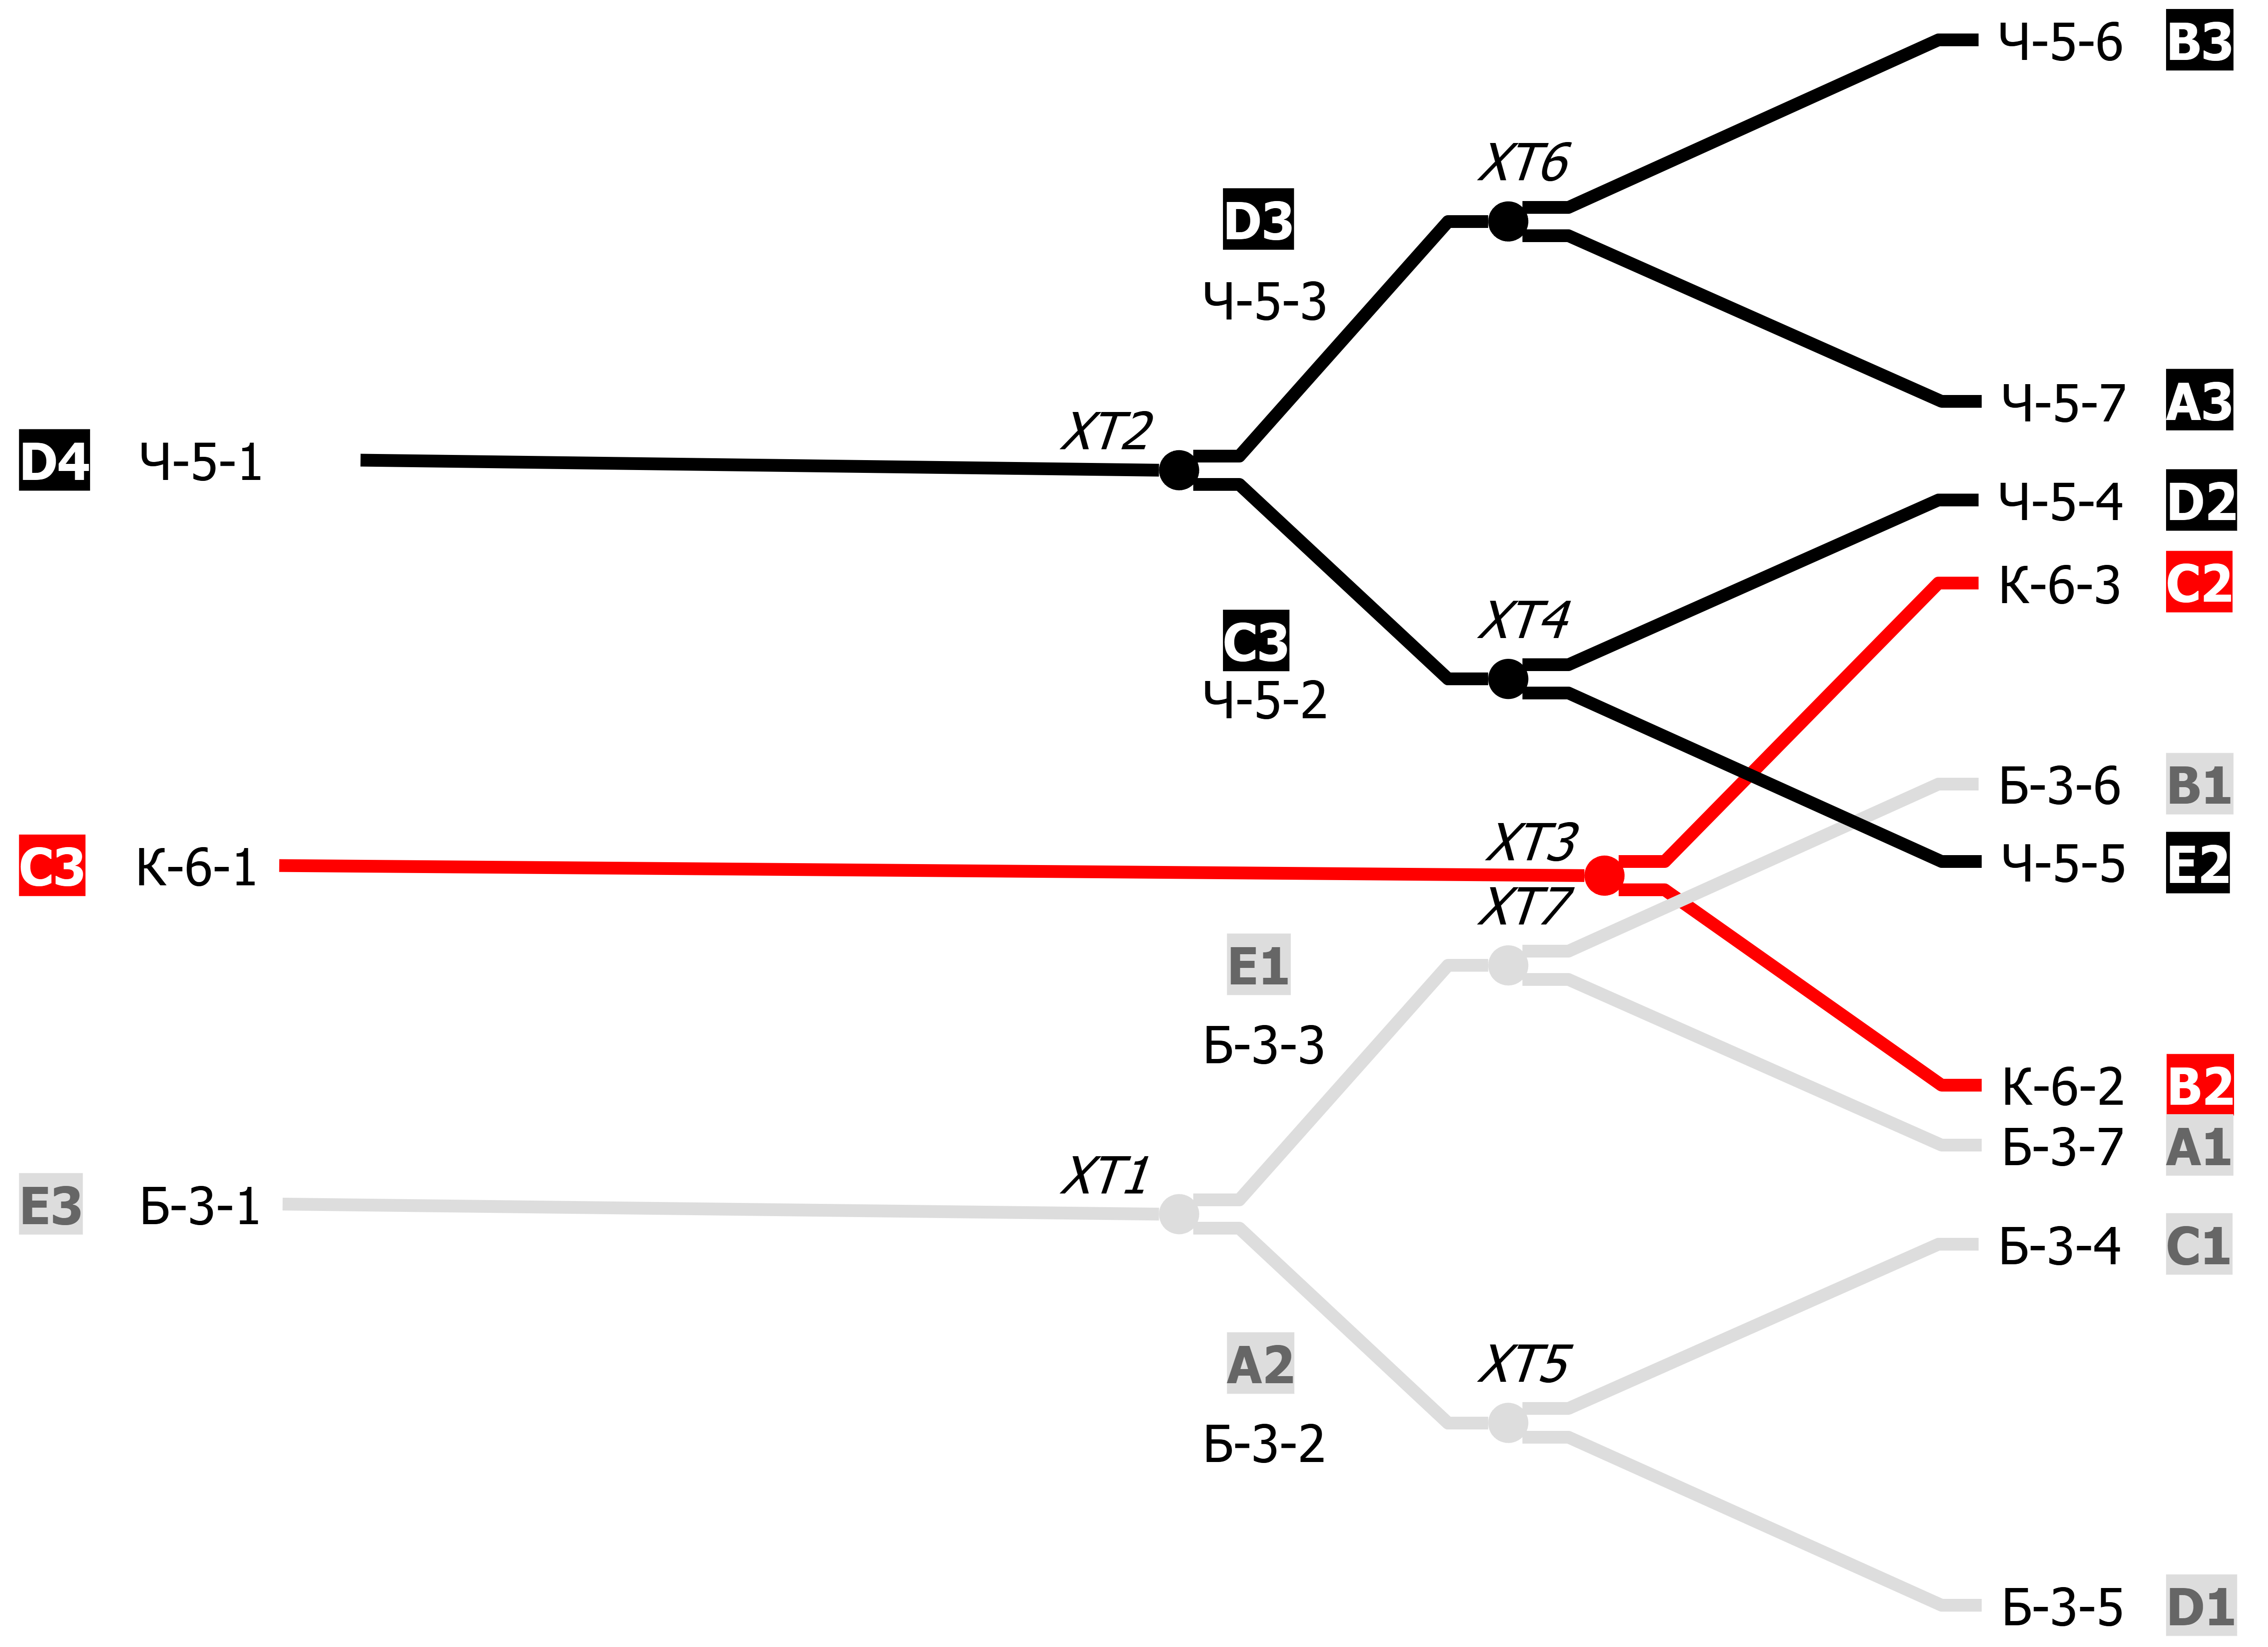 Ч-5-6 B3
XT6
D3
Ч-5-3
Ч-5-7 A3
XT2
D4 Ч-5-1
Ч-5-4 D2
К-6-3 C2
XT4
C3
Ч-5-2
Б-3-6 B1
XT3
Ч-5-5 E2
C3 К-6-1
XT7
E1
Б-3-3
К-6-2 B2
Б-3-7 A1
XT1
E3 Б-3-1
Б-3-4 C1
A2
XT5
Б-3-2
Б-3-5 D1